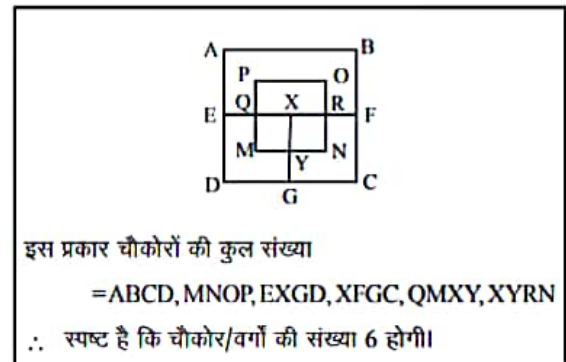 A B
P O
E Q X R F
M Y N
D G C
इस प्रकार चौकोरों की कुल संख्या
=ABCD, MNOP, EXGD, XFGC, QMXY, XYRN
∴ स्पष्ट है कि चौकोर/वर्गों की संख्या 6 होगी।